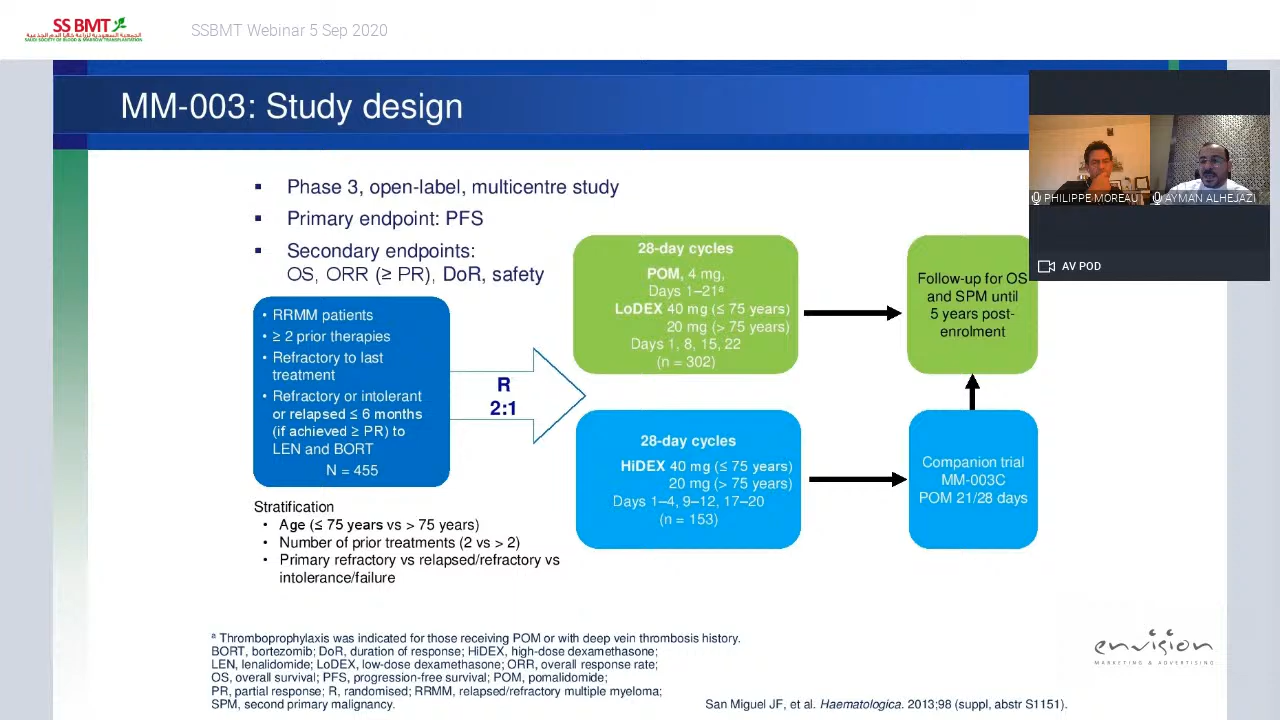 SS BMT
SAUDI SOCIETY OF BLOOD & MARROW TRANSPLANTATION
SSBMT Webinar 5 Sep 2020
MM-003: Study design
PHILIPPE MOREAU
AYMAN ALHEJAZI
AV POD
▪ Phase 3, open-label, multicentre study
▪ Primary endpoint: PFS
▪ Secondary endpoints:
OS, ORR (≥ PR), DoR, safety
• RRMM patients
• ≥ 2 prior therapies
• Refractory to last
treatment
• Refractory or intolerant
or relapsed ≤ 6 months
(if achieved ≥ PR) to
LEN and BORT
N = 455
R
2:1
28-day cycles
POM, 4 mg,
Days 1–21ª
LoDEX 40 mg (≤ 75 years)
20 mg (> 75 years)
Days 1, 8, 15, 22
(n = 302)
Follow-up for OS
and SPM until
5 years post-
enrolment
28-day cycles
HiDEX 40 mg (≤ 75 years)
20 mg (> 75 years)
Days 1–4, 9–12, 17–20
(n = 153)
Companion trial
MM-003C
POM 21/28 days
Stratification
• Age (≤ 75 years vs > 75 years)
• Number of prior treatments (2 vs > 2)
• Primary refractory vs relapsed/refractory vs
intolerance/failure
ª Thromboprophylaxis was indicated for those receiving POM or with deep vein thrombosis history.
BORT, bortezomib; DoR, duration of response; HiDEX, high-dose dexamethasone;
LEN, lenalidomide; LoDEX, low-dose dexamethasone; ORR, overall response rate;
OS, overall survival; PFS, progression-free survival; POM, pomalidomide;
PR, partial response; R, randomised; RRMM, relapsed/refractory multiple myeloma;
SPM, second primary malignancy.
San Miguel JF, et al. Haematologica. 2013;98 (suppl, abstr S1151).
envision
MARKETING & ADVERTISING